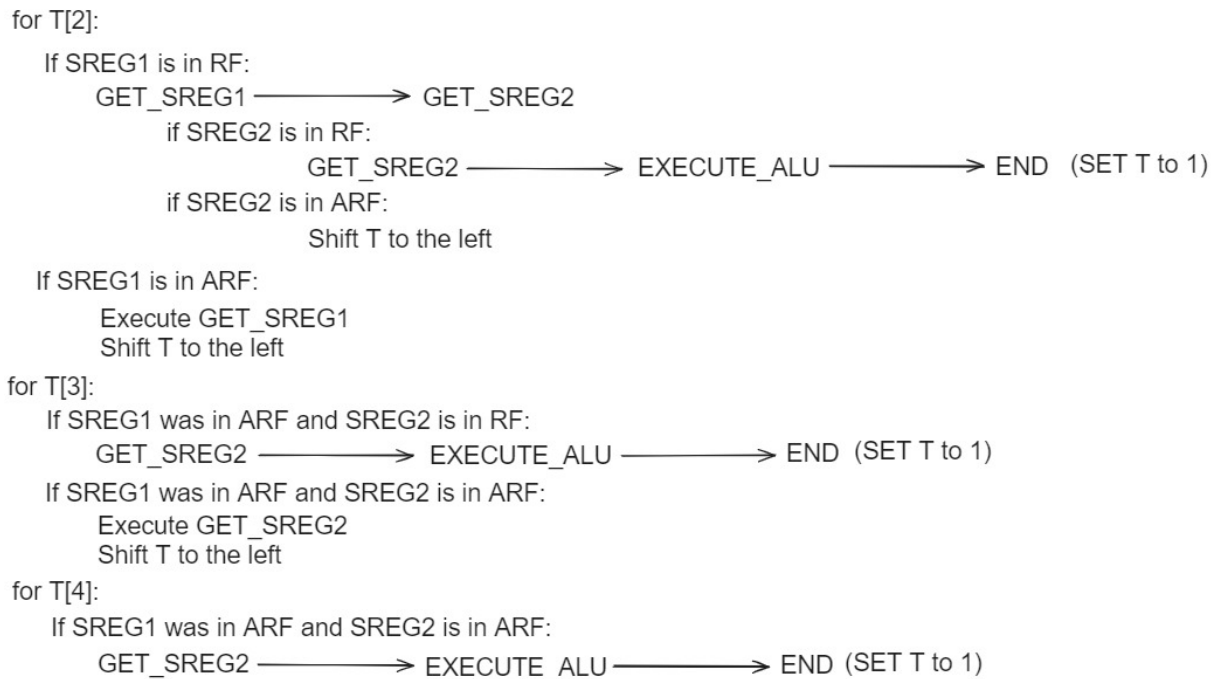 for T[2]:
If SREG1 is in RF:
GET_SREG1 GET_SREG2
if SREG2 is in RF:
GET_SREG2 EXECUTE_ALU END (SET T to 1)
if SREG2 is in ARF:
Shift T to the left
If SREG1 is in ARF:
Execute GET_SREG1
Shift T to the left
for T[3]:
If SREG1 was in ARF and SREG2 is in RF:
GET_SREG2 EXECUTE_ALU END (SET T to 1)
If SREG1 was in ARF and SREG2 is in ARF:
Execute GET_SREG2
Shift T to the left
for T[4]:
If SREG1 was in ARF and SREG2 is in ARF:
GET_SREG2 EXECUTE_ALU END (SET T to 1)